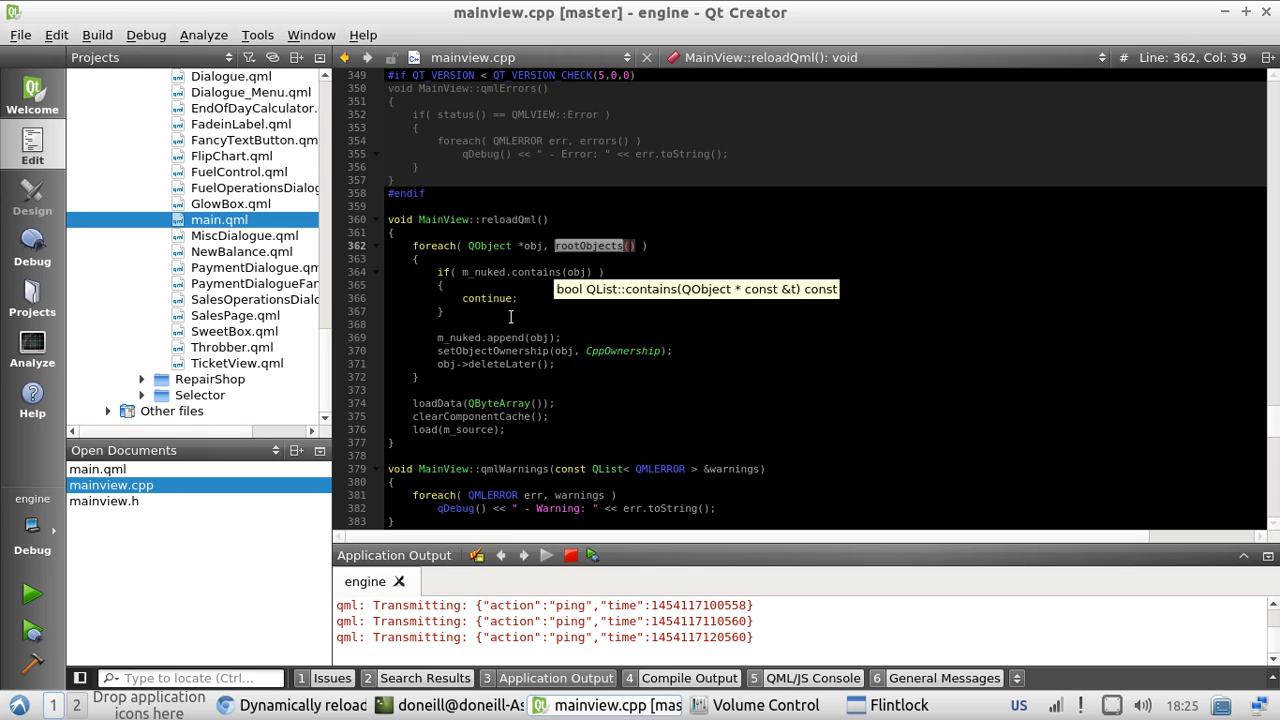 mainview.cpp [master] - engine - Qt Creator
File Edit Build Debug Analyze Tools Window Help
Projects
mainview.cpp
MainView::reloadQml(): void
# Line: 362, Col: 39
Welcome
Edit
Design
Debug
Projects
Analyze
Help
engine
Debug
Dialogue.qml
Dialogue_Menu.qml
EndOfDayCalculator.
FadeinLabel.qml
FancyTextButton.qm
FlipChart.qml
FuelControl.qml
FuelOperationsDialog
GlowBox.qml
main.qml
MiscDialogue.qml
NewBalance.qml
PaymentDialogue.qm
PaymentDialogueFan
SalesOperationsDialo
SalesPage.qml
SweetBox.qml
Throbber.qml
TicketView.qml
RepairShop
Selector
Other files
Open Documents
main.qml
mainview.cpp
mainview.h
349 #if QT_VERSION < QT_VERSION_CHECK(5,0,0)
350 void MainView::qmlErrors()
351 {
352 if( status() == QMLVIEW::Error )
353 {
354 foreach( QMLERROR err, errors() )
355 qDebug() << " - Error: " << err.toString();
356 }
357 }
358 #endif
359
360 void MainView::reloadQml()
361 {
362 foreach( QObject *obj, rootObjects() )
363 {
364 if( m_nuked.contains(obj) )
365 {
bool QList::contains(QObject * const &t) const
366 continue;
367 }
368
369 m_nuked.append(obj);
370 setObjectOwnership(obj, CppOwnership);
371 obj->deleteLater();
372 }
373
374 loadData(QByteArray());
375 clearComponentCache();
376 load(m_source);
377 }
378
379 void MainView::qmlWarnings(const QList< QMLERROR > &warnings)
380 {
381 foreach( QMLERROR err, warnings )
382 qDebug() << " - Warning: " << err.toString();
383 }
Application Output
engine
qml: Transmitting: {"action":"ping","time":1454117100558}
qml: Transmitting: {"action":"ping","time":1454117110560}
qml: Transmitting: {"action":"ping","time":1454117120560}
Type to locate (Ctrl...
1 Issues
2 Search Results
3 Application Output
4 Compile Output
5 QML/JS Console
6 General Messages
1 2
Drop application
icons here
Dynamically reload
doneill@doneill-As
mainview.cpp [mas
Volume Control
Flintlock
US
18:25